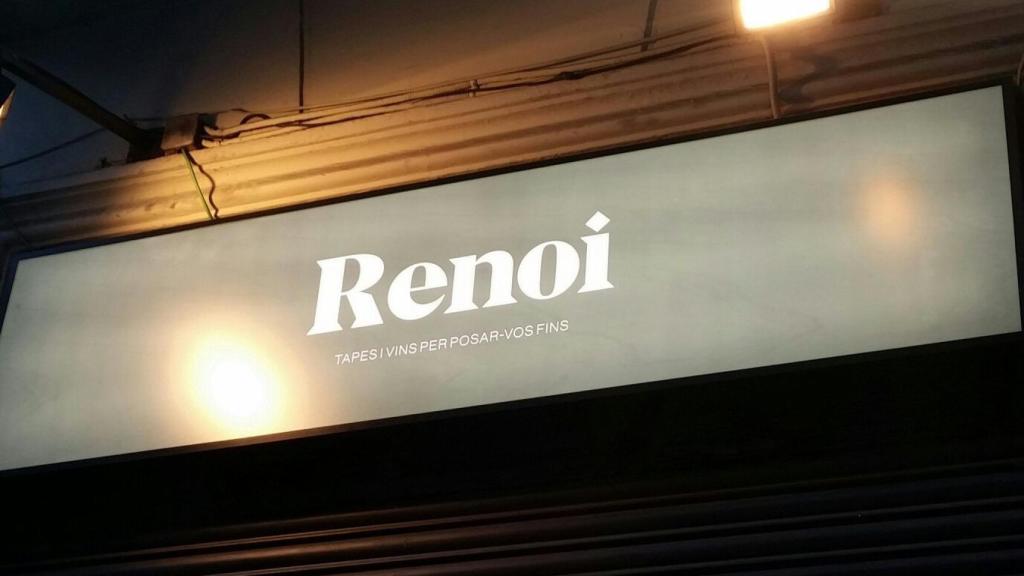 Renoi
TAPES I VINS PER POSAR-VOS FINS